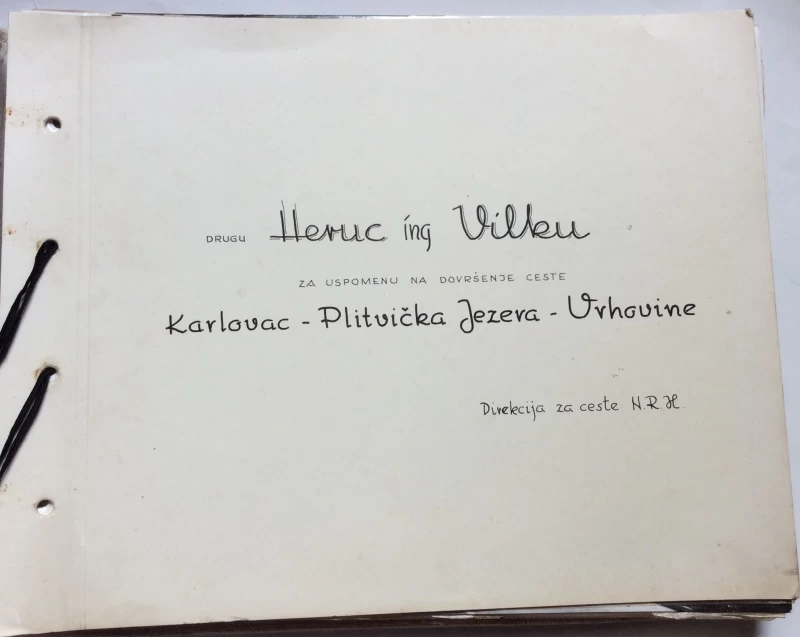 DRUGU Heruc ing Vilku
ZA USPOMENU NA DOVRŠENJE CESTE
Karlovac - Plitvička Jezera - Vrhovine
Direkcija za ceste N.R.H.